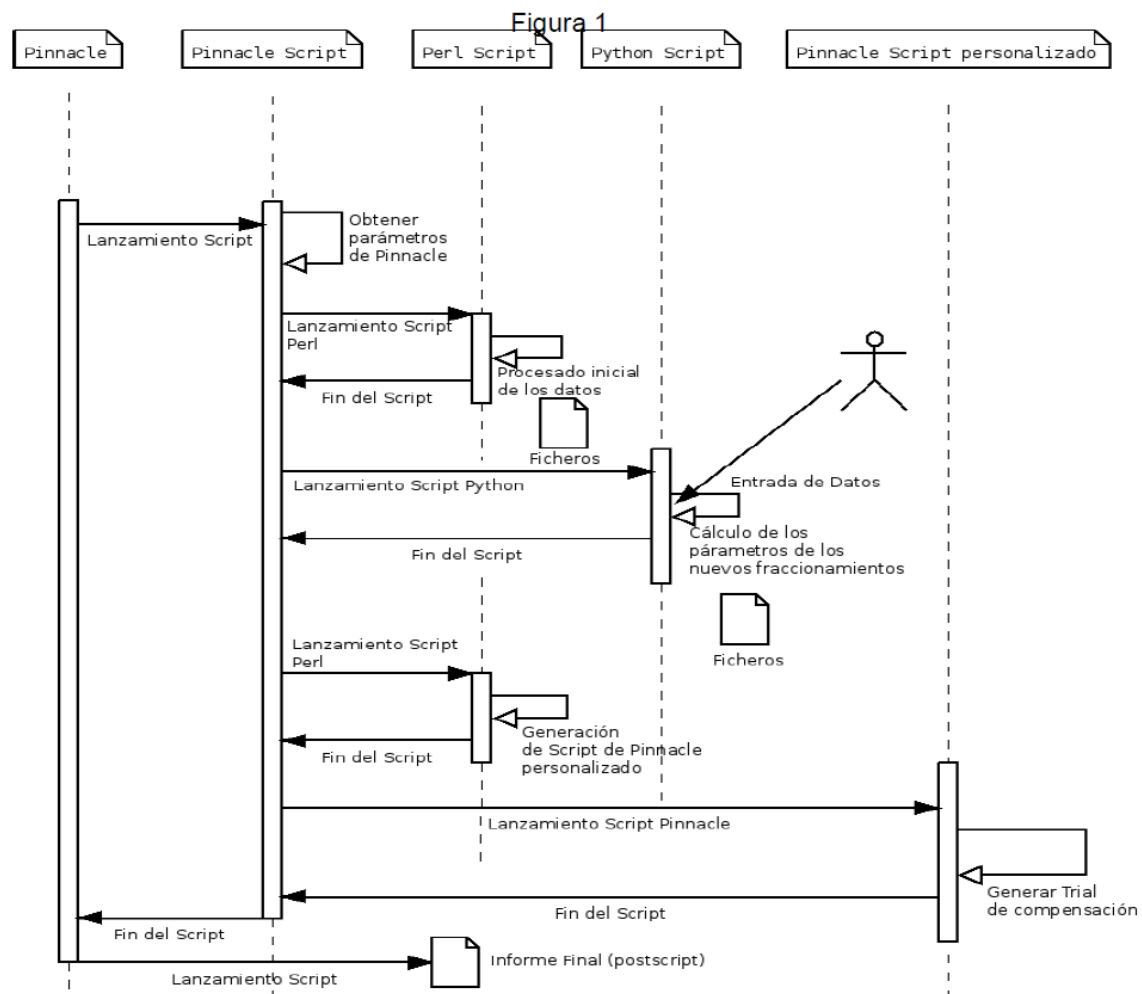 Figura 1
Pinnacle
Pinnacle Script
Perl Script
Python Script
Pinnacle Script personalizado
Lanzamiento Script
Obtener
parámetros
de Pinnacle
Lanzamiento Script
Perl
Procesado inicial
de los datos
Fin del Script
Ficheros
Lanzamiento Script Python
Entrada de Datos
Cálculo de los
párametros de los
nuevos fraccionamientos
Fin del Script
Ficheros
Lanzamiento Script
Perl
Generación
de Script de Pinnacle
personalizado
Fin del Script
Lanzamiento Script Pinnacle
Generar Trial
de compensación
Fin del Script
Fin del Script
Informe Final (postscript)
Lanzamiento Script